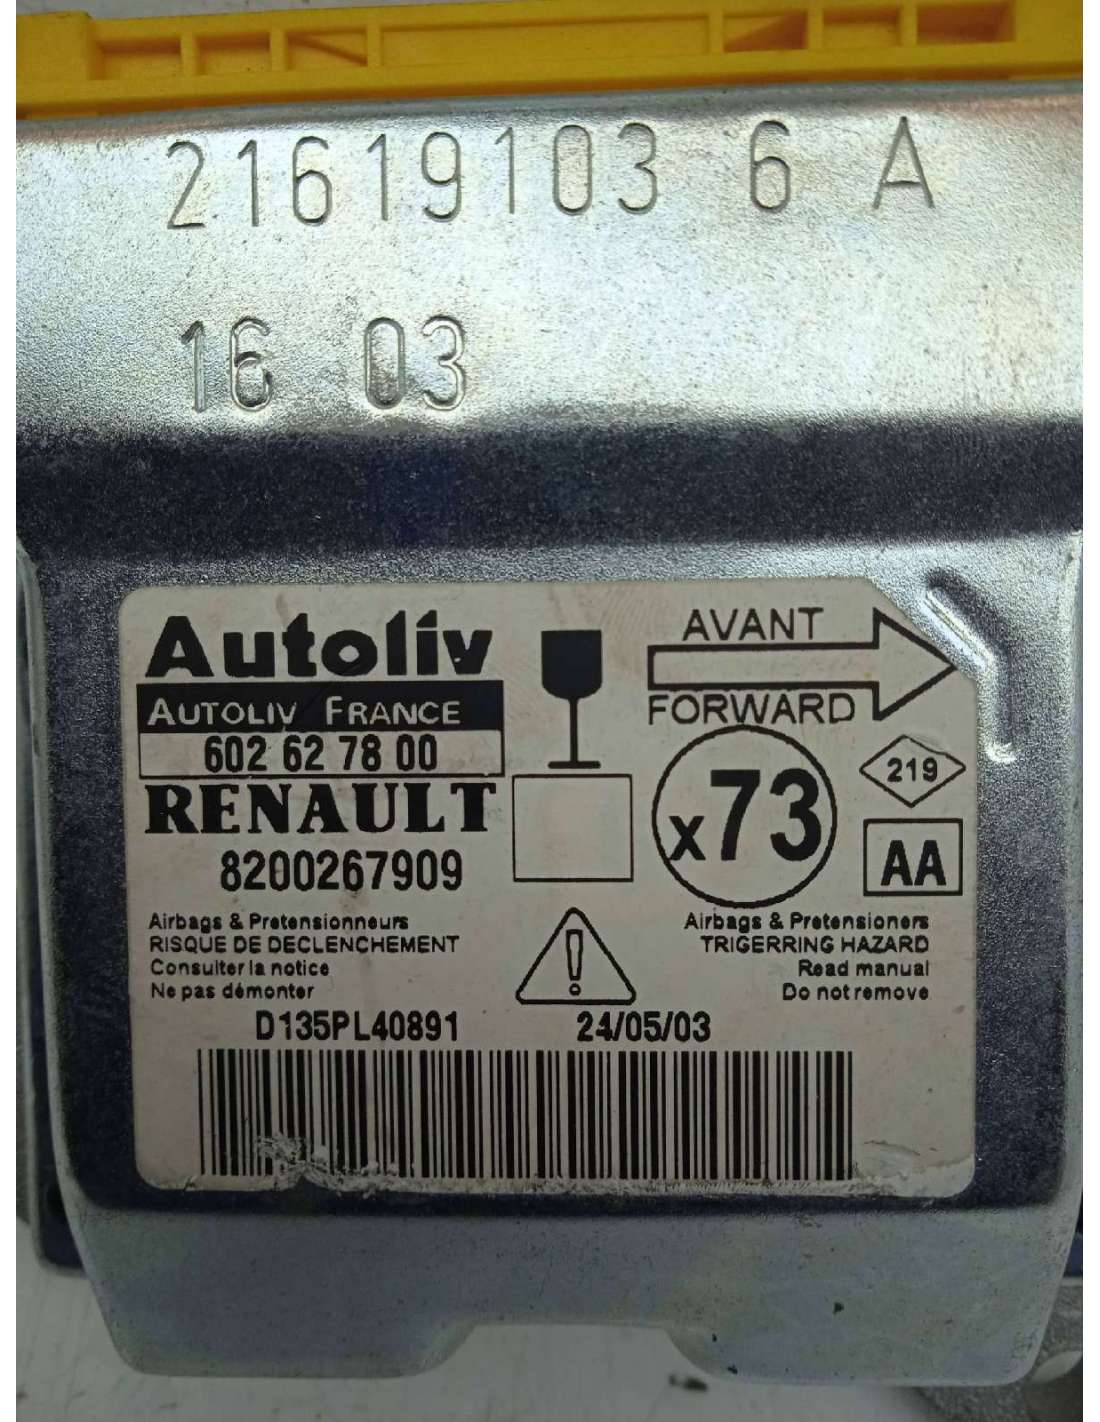 21619103 6 A
16 03
Autoliv
AUTOLIV FRANCE
602 62 78 00
RENAULT
8200267909
AVANT
FORWARD
x73
219
AA
Airbags & Pretensionneurs
RISQUE DE DECLENCHEMENT
Consulter la notice
Ne pas démonter
!
Airbags & Pretensioners
TRIGERRING HAZARD
Read manual
Do not remove
D135PL40891 24/05/03